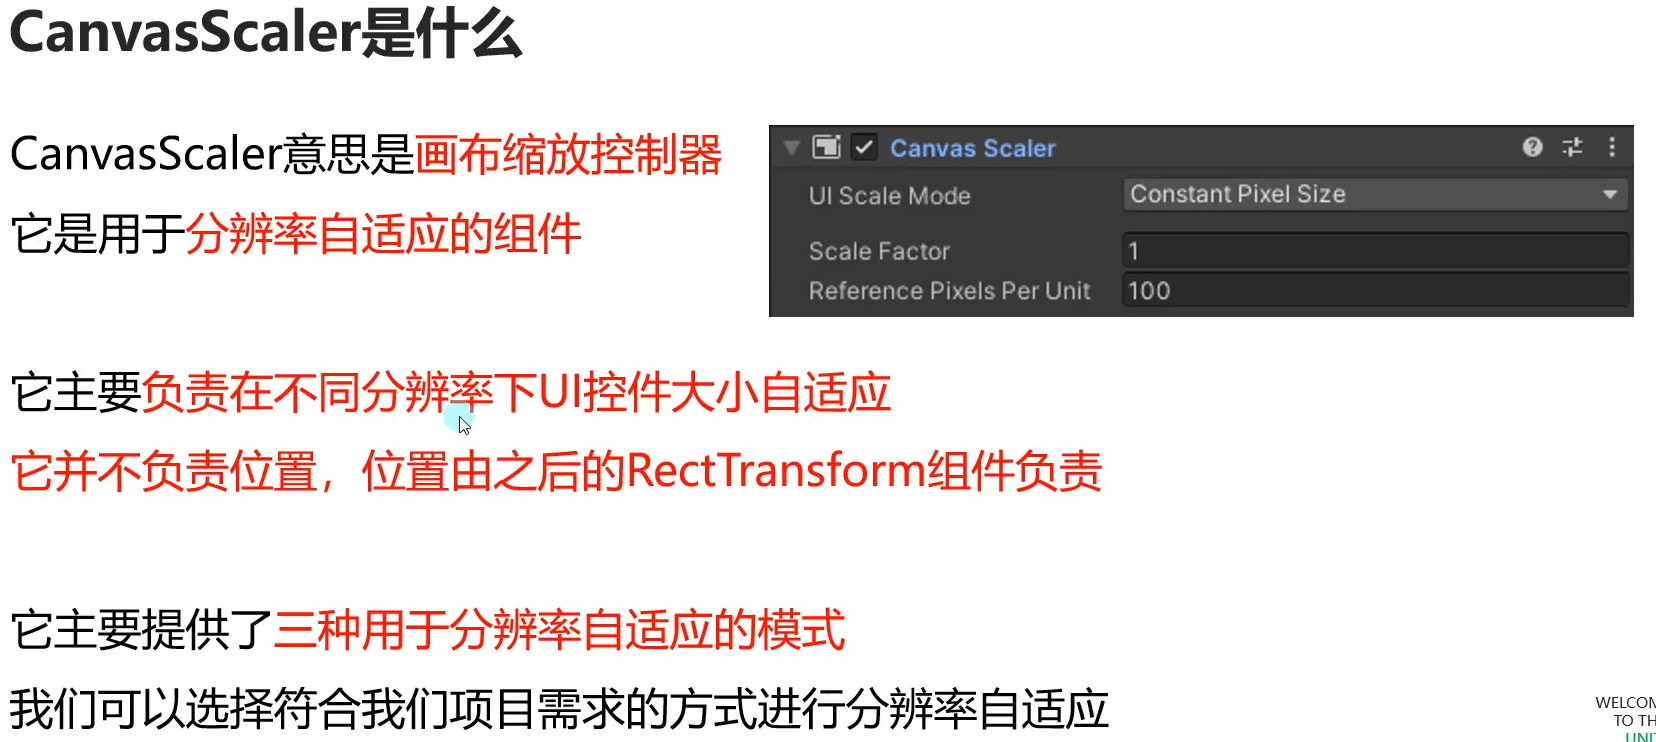 CanvasScaler是什么
CanvasScaler意思是画布缩放控制器
它是用于分辨率自适应的组件
Canvas Scaler
UI Scale Mode
Constant Pixel Size
Scale Factor
1
Reference Pixels Per Unit
100
它主要负责在不同分辨率下UI控件大小自适应
它并不负责位置，位置由之后的RectTransform组件负责
它主要提供了三种用于分辨率自适应的模式
我们可以选择符合我们项目需求的方式进行分辨率自适应
WELCOM
TO TH
UNIT